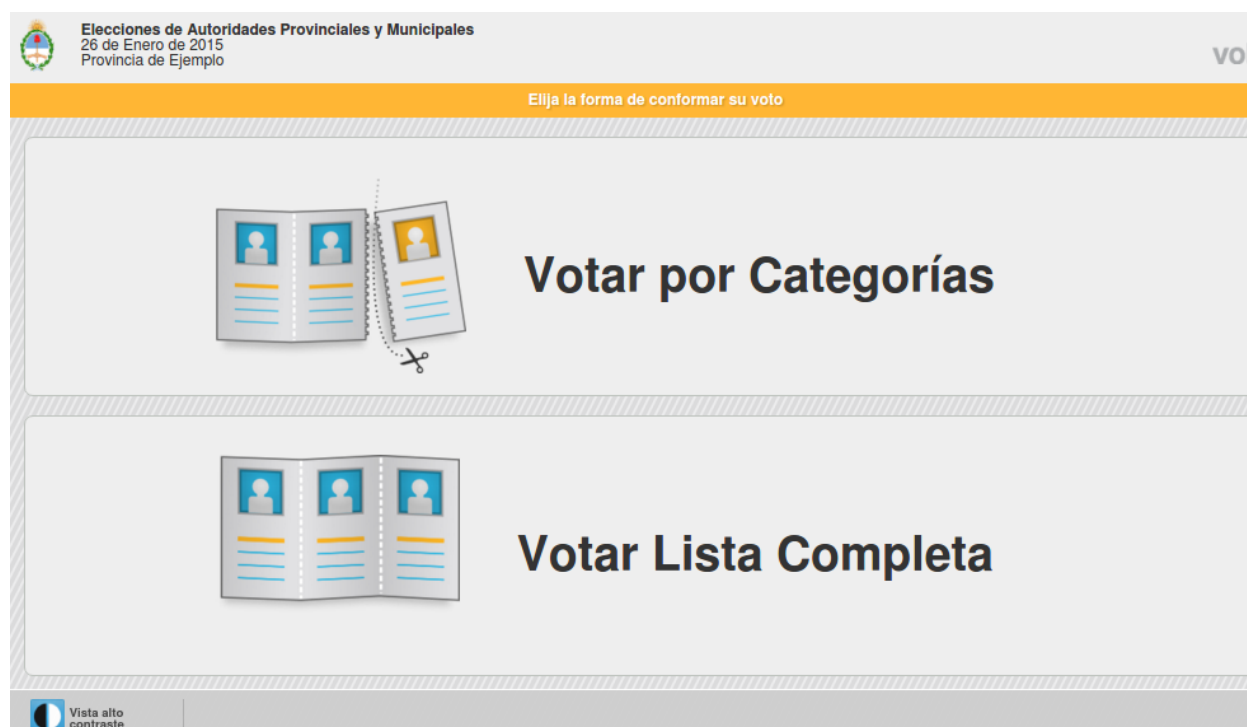 Elecciones de Autoridades Provinciales y Municipales
26 de Enero de 2015
Provincia de Ejemplo
Elija la forma de conformar su voto
Votar por Categorías
Votar Lista Completa
Vista alto
contraste